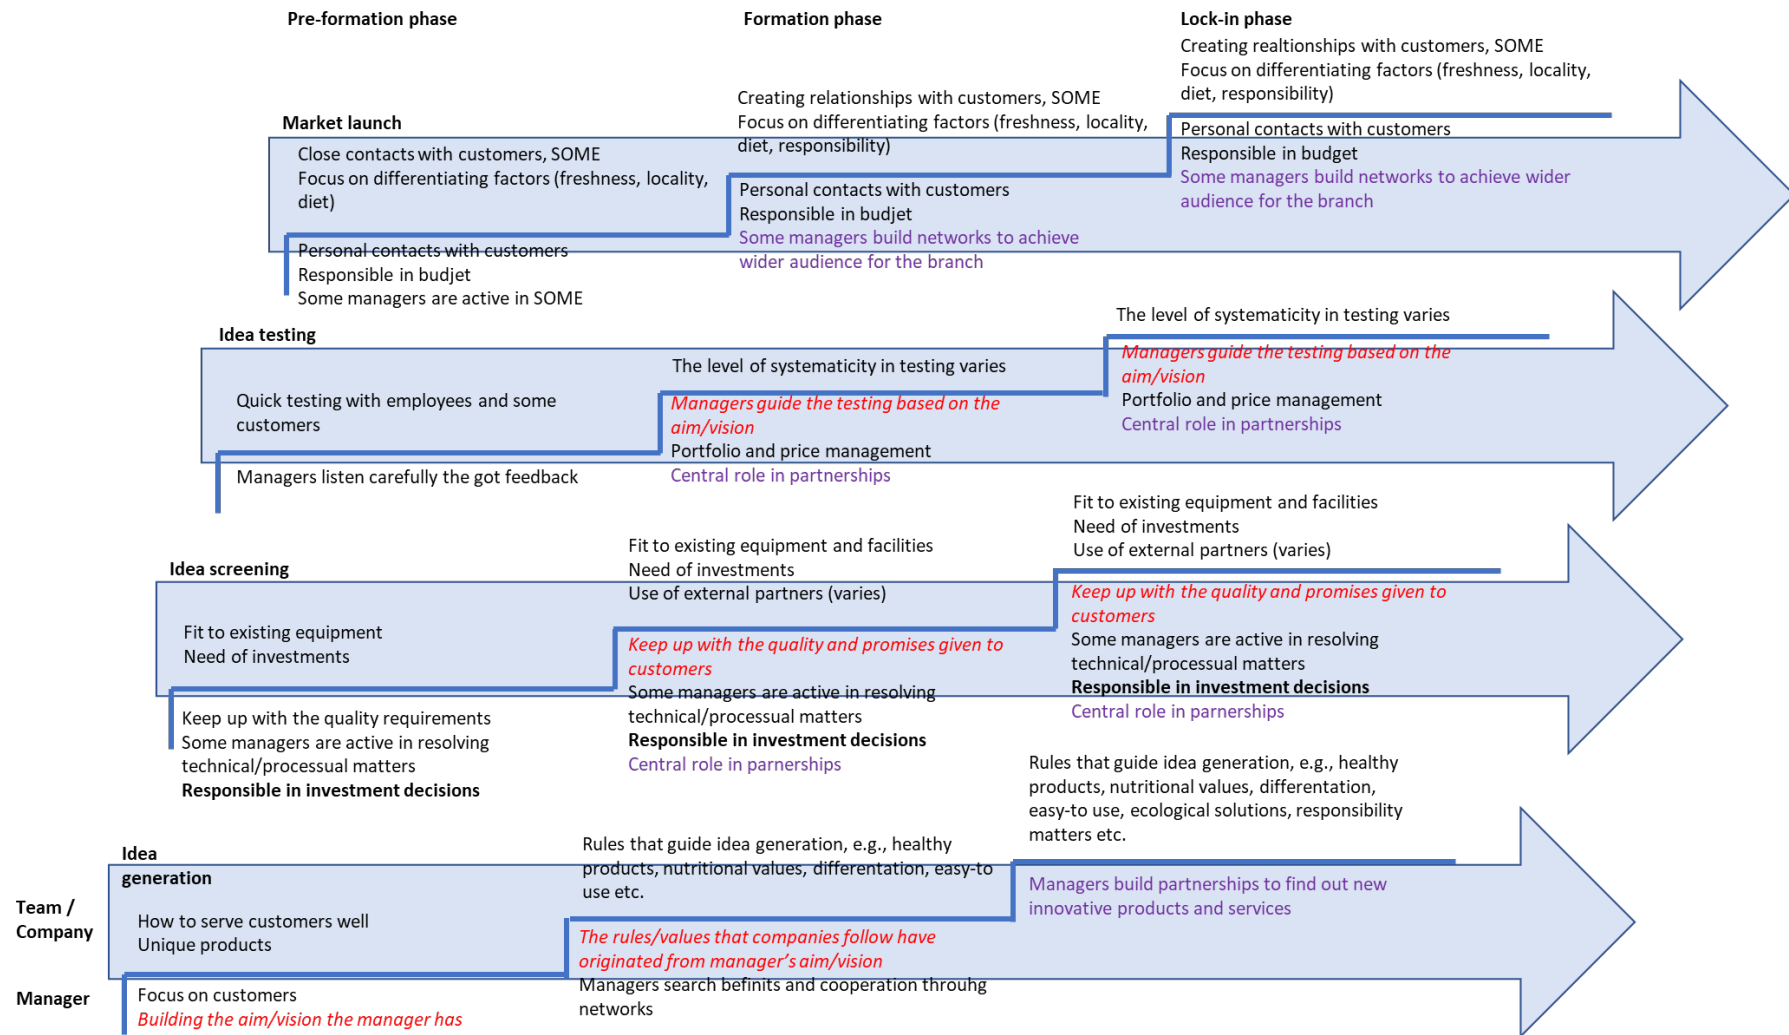 Pre-formation phase
Formation phase
Lock-in phase
Creating realtionships with customers, SOME
Focus on differentiating factors (freshness, locality,
diet, responsibility)
Creating relationships with customers, SOME
Focus on differentiating factors (freshness, locality,
diet, responsibility)
Market launch
Close contacts with customers, SOME
Focus on differentiating factors (freshness, locality,
diet)
Personal contacts with customers
Responsible in budget
Some managers build networks to achieve wider
audience for the branch
Personal contacts with customers
Responsible in budjet
Some managers build networks to achieve
wider audience for the branch
Personal contacts with customers
Responsible in budjet
Some managers are active in SOME
Idea testing
The level of systematicity in testing varies
The level of systematicity in testing varies
Quick testing with employees and some
customers
Managers guide the testing based on the
aim/vision
Portfolio and price management
Central role in partnerships
Managers guide the testing based on the
aim/vision
Portfolio and price management
Central role in partnerships
Managers listen carefully the got feedback
Idea screening
Fit to existing equipment and facilities
Need of investments
Use of external partners (varies)
Fit to existing equipment and facilities
Need of investments
Use of external partners (varies)
Fit to existing equipment
Need of investments
Keep up with the quality and promises given to
customers
Some managers are active in resolving
technical/processual matters
Responsible in investment decisions
Central role in parnerships
Keep up with the quality and promises given to
customers
Some managers are active in resolving
technical/processual matters
Responsible in investment decisions
Central role in parnerships
Keep up with the quality requirements
Some managers are active in resolving
technical/processual matters
Responsible in investment decisions
Rules that guide idea generation, e.g., healthy
products, nutritional values, differentation,
easy-to use, ecological solutions, responsibility
matters etc.
Idea
generation
Rules that guide idea generation, e.g., healthy
products, nutritional values, differentation, easy-to
use etc.
Managers build partnerships to find out new
innovative products and services
Team /
Company
How to serve customers well
Unique products
The rules/values that companies follow have
originated from manager's aim/vision
Managers search befinits and cooperation throuhg
networks
Manager
Focus on customers
Building the aim/vision the manager has